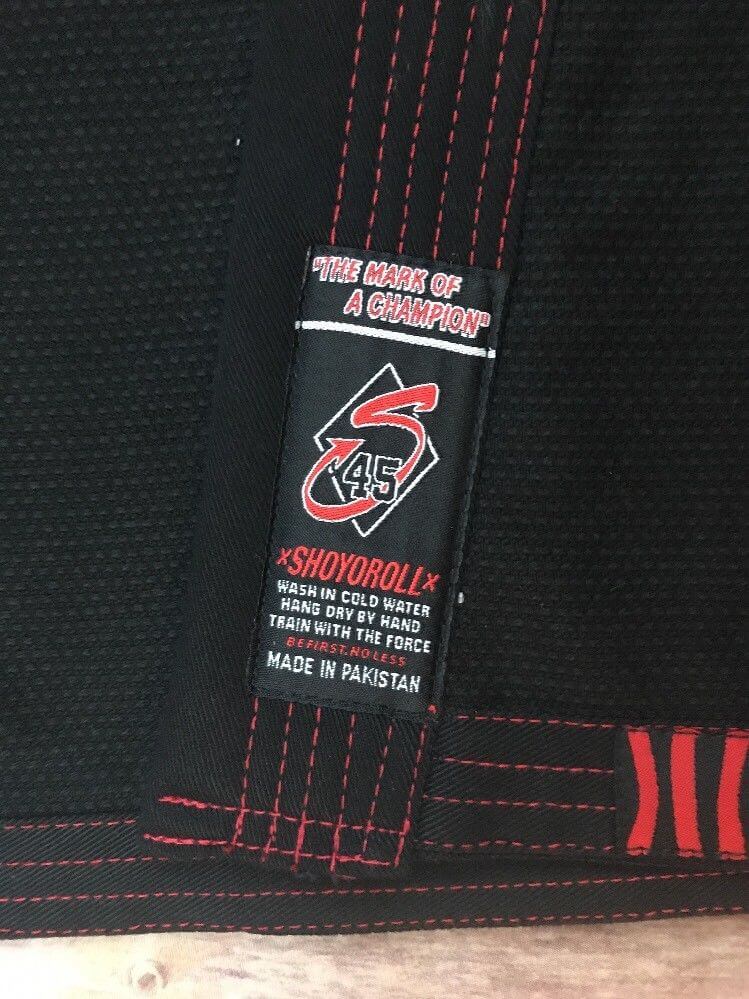 "THE MARK OF
A CHAMPION"
S
45
xSHOYOROLLx
WASH IN COLD WATER
HANG DRY BY HAND
TRAIN WITH THE FORCE
BEFIRST.NOLESS
MADE IN PAKISTAN